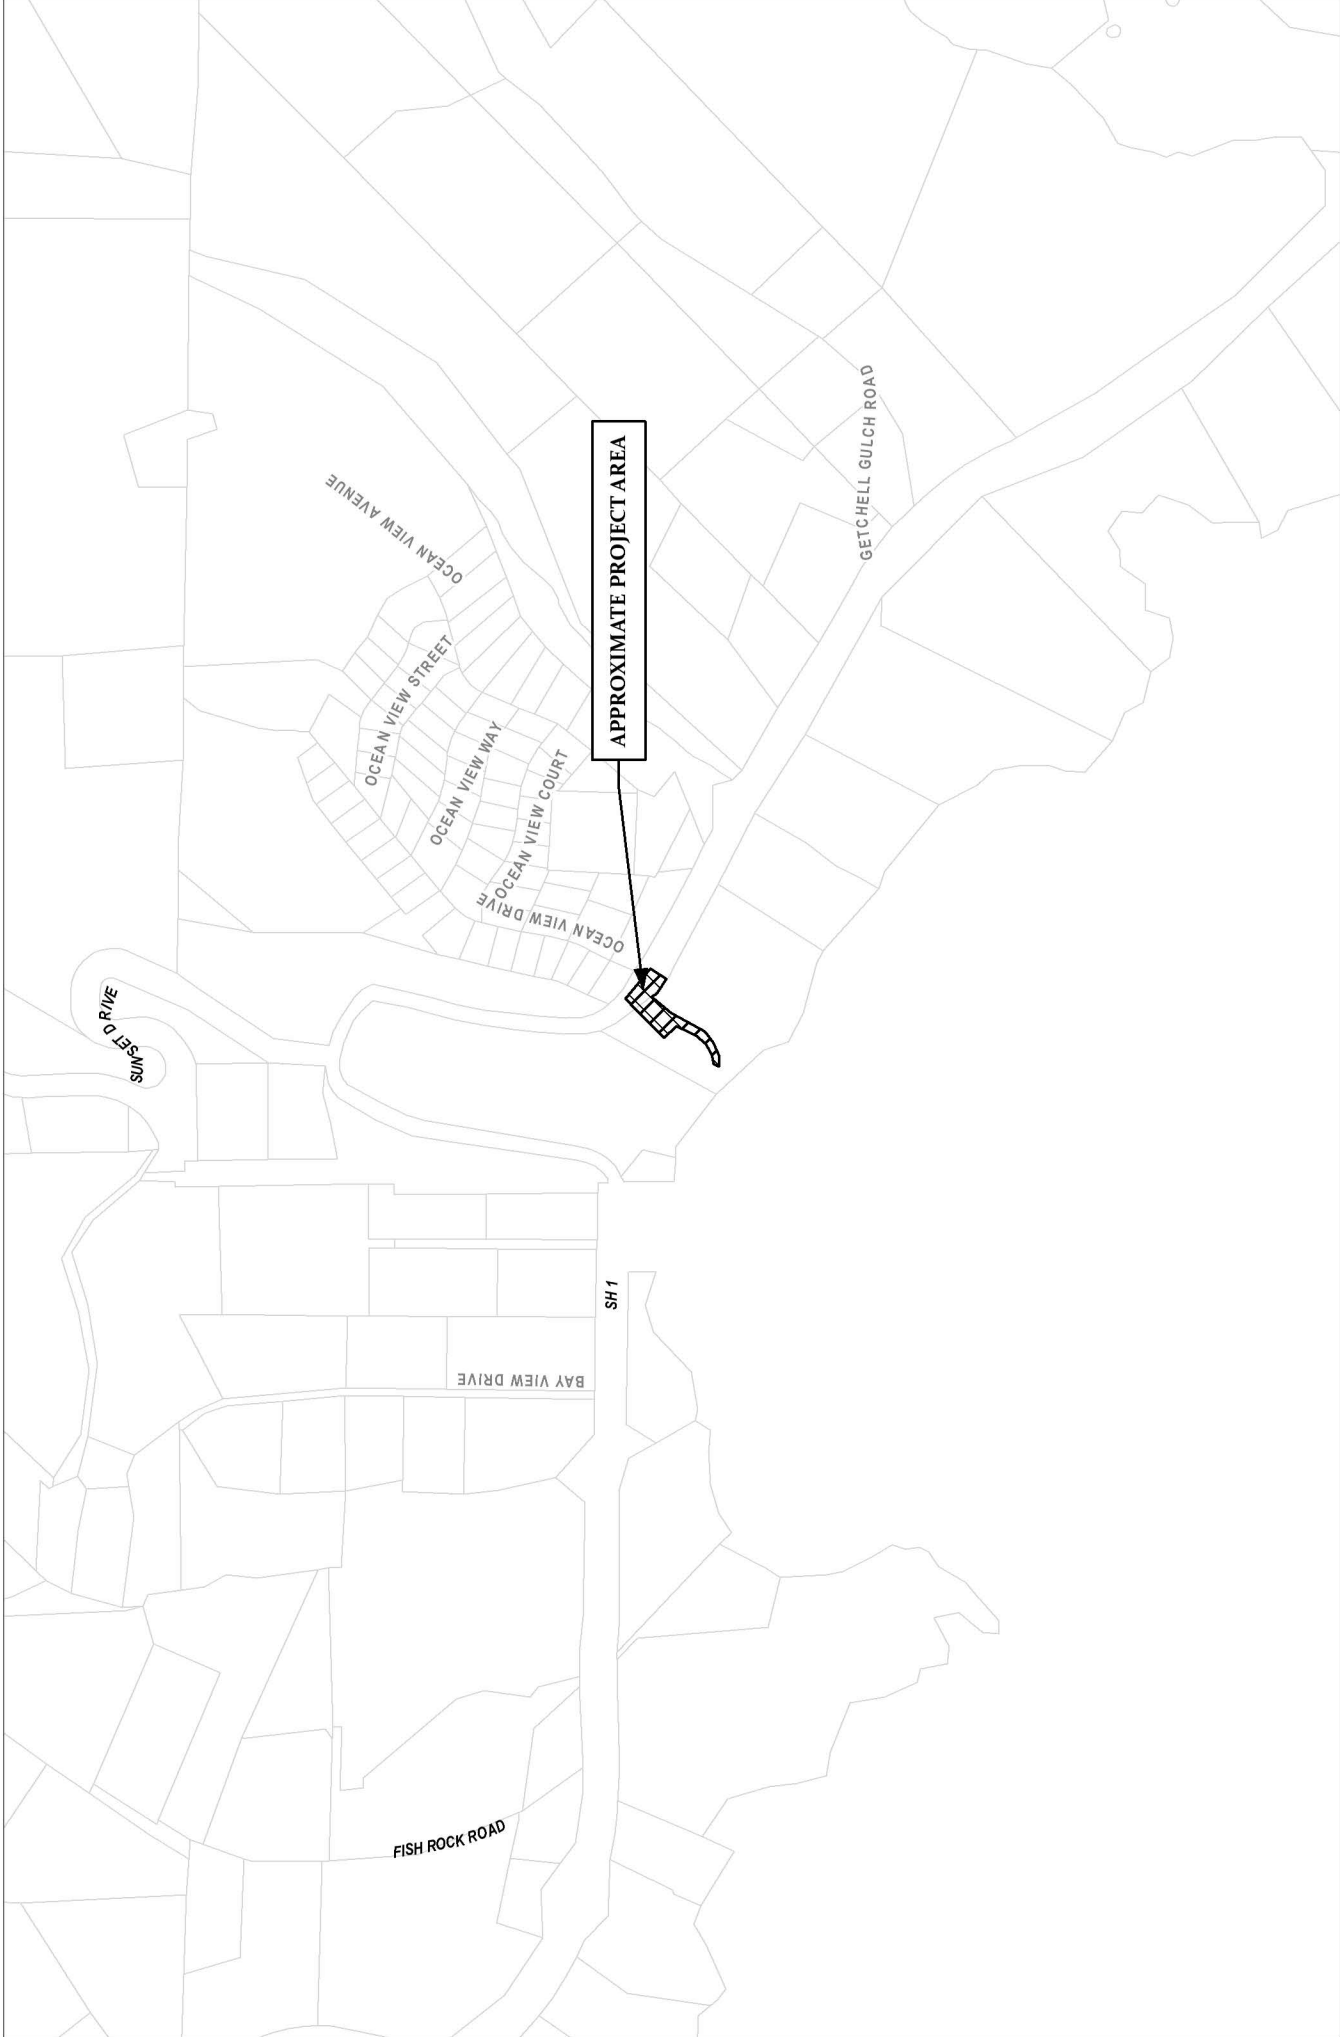 FISH ROCK ROAD
BAY VIEW DRIVE
SH 1
SUNSET DRIVE
OCEAN VIEW DRIVE
OCEAN VIEW COURT
OCEAN VIEW WAY
OCEAN VIEW STREET
OCEAN VIEW AVENUE
APPROXIMATE PROJECT AREA
GETCHELL GULCH ROAD